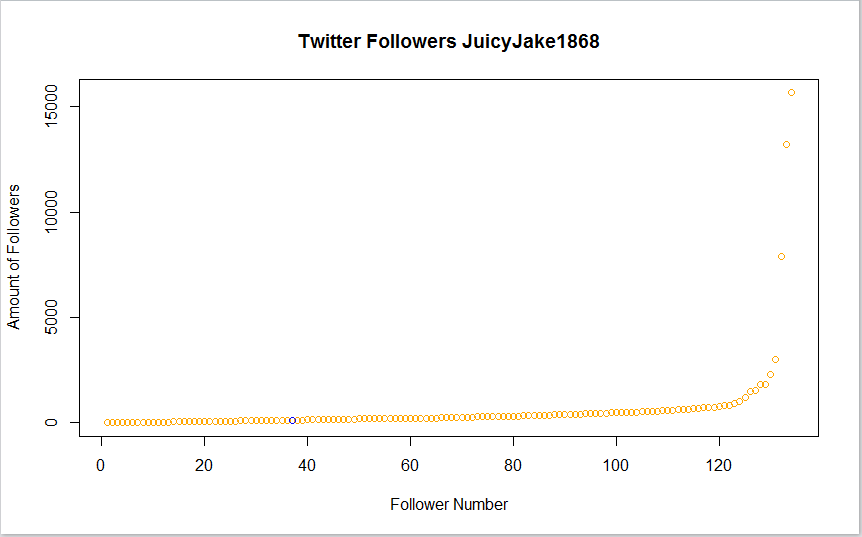 Twitter Followers JuicyJake1868
Amount of Followers
15000
10000
5000
0
0 20 40 60 80 100 120
Follower Number